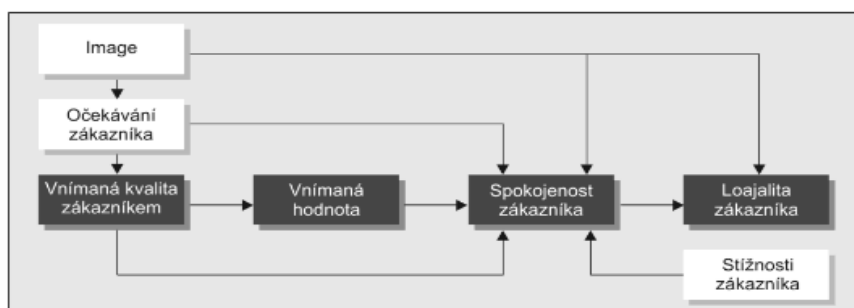 Image
Očekávání
zákazníka
Vnímaná kvalita
zákazníkem
Vnímaná
hodnota
Spokojenost
zákazníka
Loajalita
zákazníka
Stížnosti
zákazníka